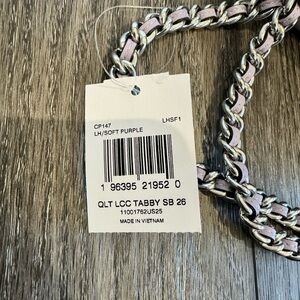 CP147 LHSF1
LH/SOFT PURPLE
1 96395 21952 0
QLT LCC TABBY SB 26
11001762US25
MADE IN VIETNAM